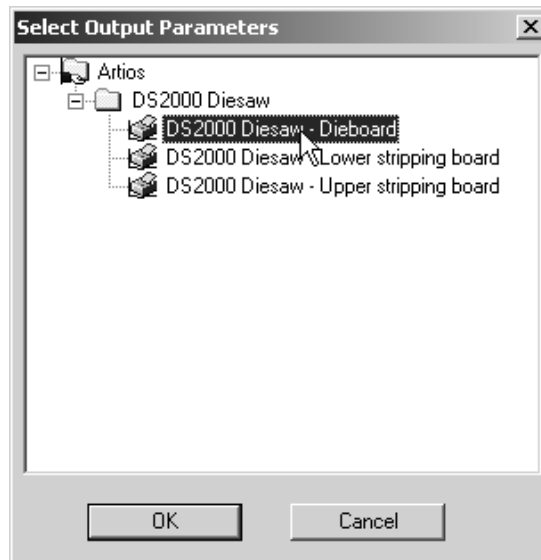 Select Output Parameters
Artios
DS2000 Diesaw
DS2000 Diesaw - Dieboard
DS2000 Diesaw - Lower stripping board
DS2000 Diesaw - Upper stripping board
OK
Cancel